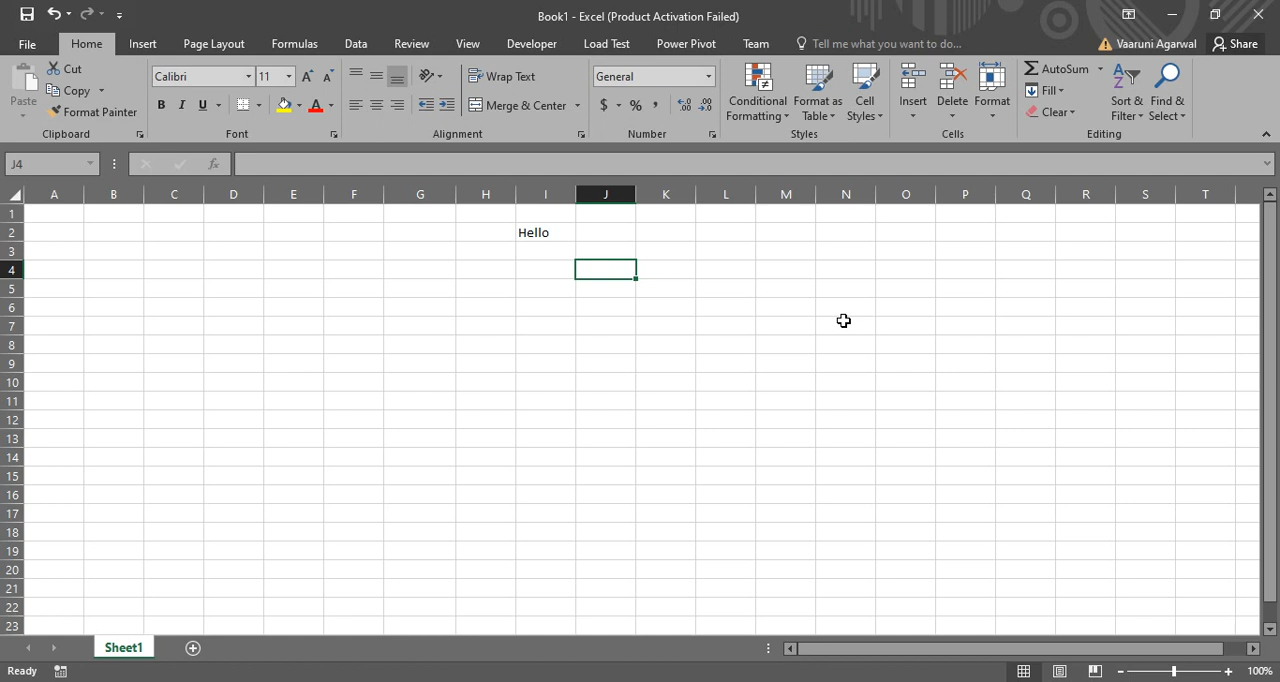 Book1 - Excel (Product Activation Failed)
File Home Insert Page Layout Formulas Data Review View Developer Load Test Power Pivot Team Tell me what you want to do... Vaaruni Agarwal Share
Paste Cut Copy Format Painter
Clipboard
Calibri 11
B I U A
Font
Wrap Text
Merge & Center
Alignment
General
$ % ,
Number
Conditional Formatting
Format as Table
Cell Styles
Styles
Insert Delete Format
Cells
AutoSum
Fill
Clear
Sort & Filter
Find & Select
Editing
J4 fx
A B C D E F G H I J K L M N O P Q R S T
1
2 Hello
3
4
5
6
7
8
9
10
11
12
13
14
15
16
17
18
19
20
21
22
23
Sheet1
Ready 100%